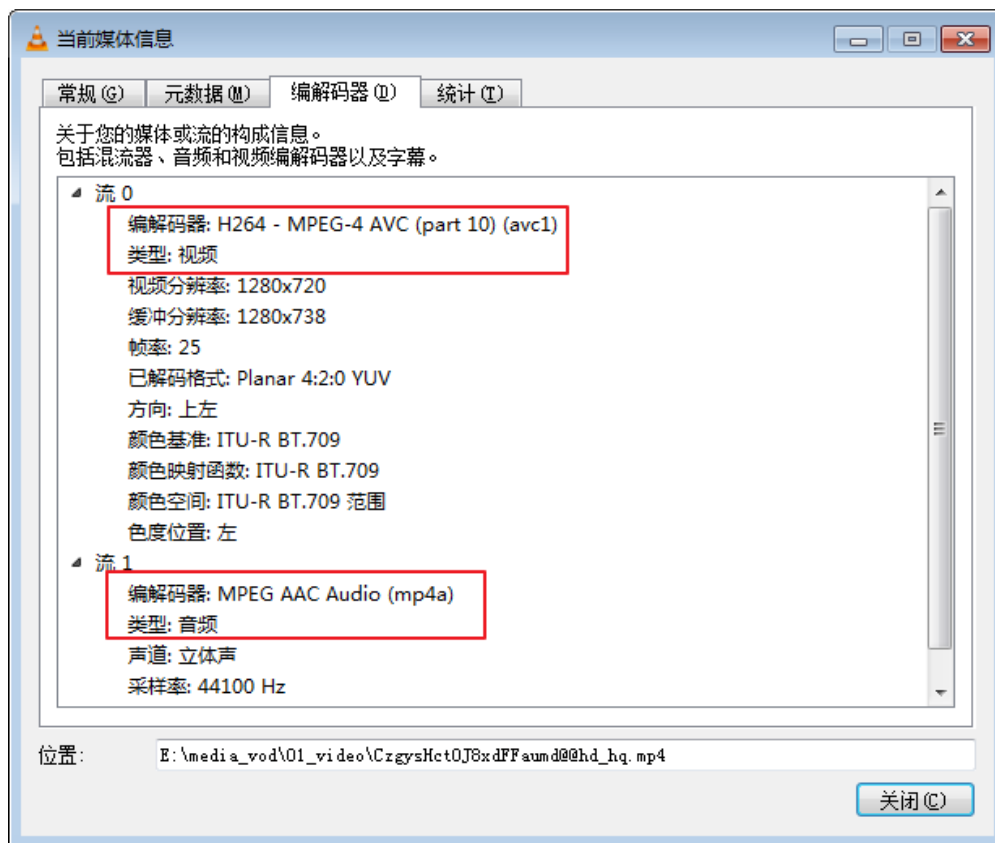 当前媒体信息
常规(G) 元数据(M) 编解码器(D) 统计(T)
关于您的媒体或流的构成信息。
包括混流器、音频和视频编解码器以及字幕。
流 0
编解码器: H264 - MPEG-4 AVC (part 10) (avc1)
类型: 视频
视频分辨率: 1280x720
缓冲分辨率: 1280x738
帧率: 25
已解码格式: Planar 4:2:0 YUV
方向: 上左
颜色基准: ITU-R BT.709
颜色映射函数: ITU-R BT.709
颜色空间: ITU-R BT.709 范围
色度位置: 左
流 1
编解码器: MPEG AAC Audio (mp4a)
类型: 音频
声道: 立体声
采样率: 44100 Hz
位置: E:\media_vod\01_video\CzgysHctOJ8xdFFaumd@@hd_hq.mp4
关闭(C)